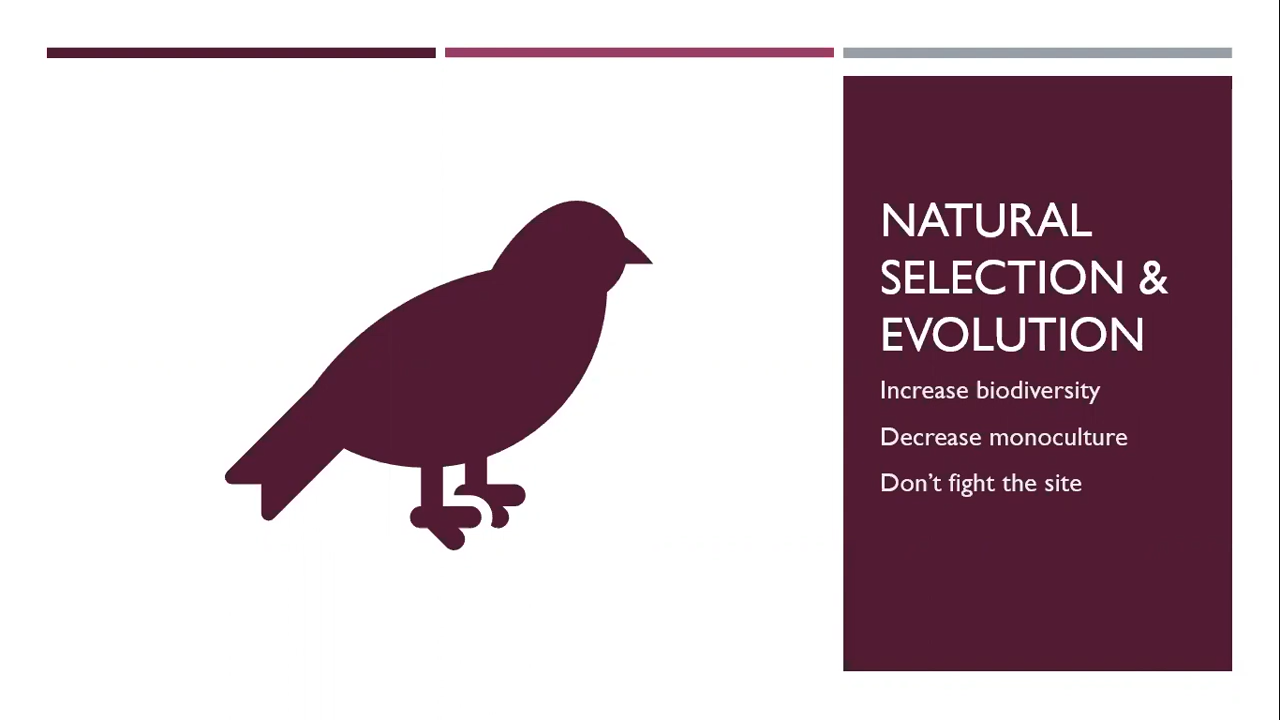 NATURAL
SELECTION &
EVOLUTION
Increase biodiversity
Decrease monoculture
Don’t fight the site